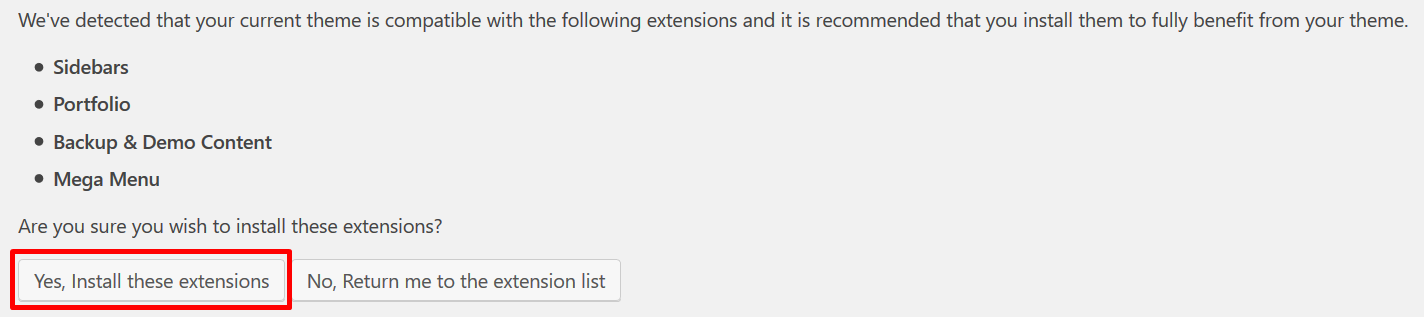 We've detected that your current theme is compatible with the following extensions and it is recommended that you install them to fully benefit from your theme.
Sidebars
Portfolio
Backup & Demo Content
Mega Menu
Are you sure you wish to install these extensions?
Yes, Install these extensions No, Return me to the extension list